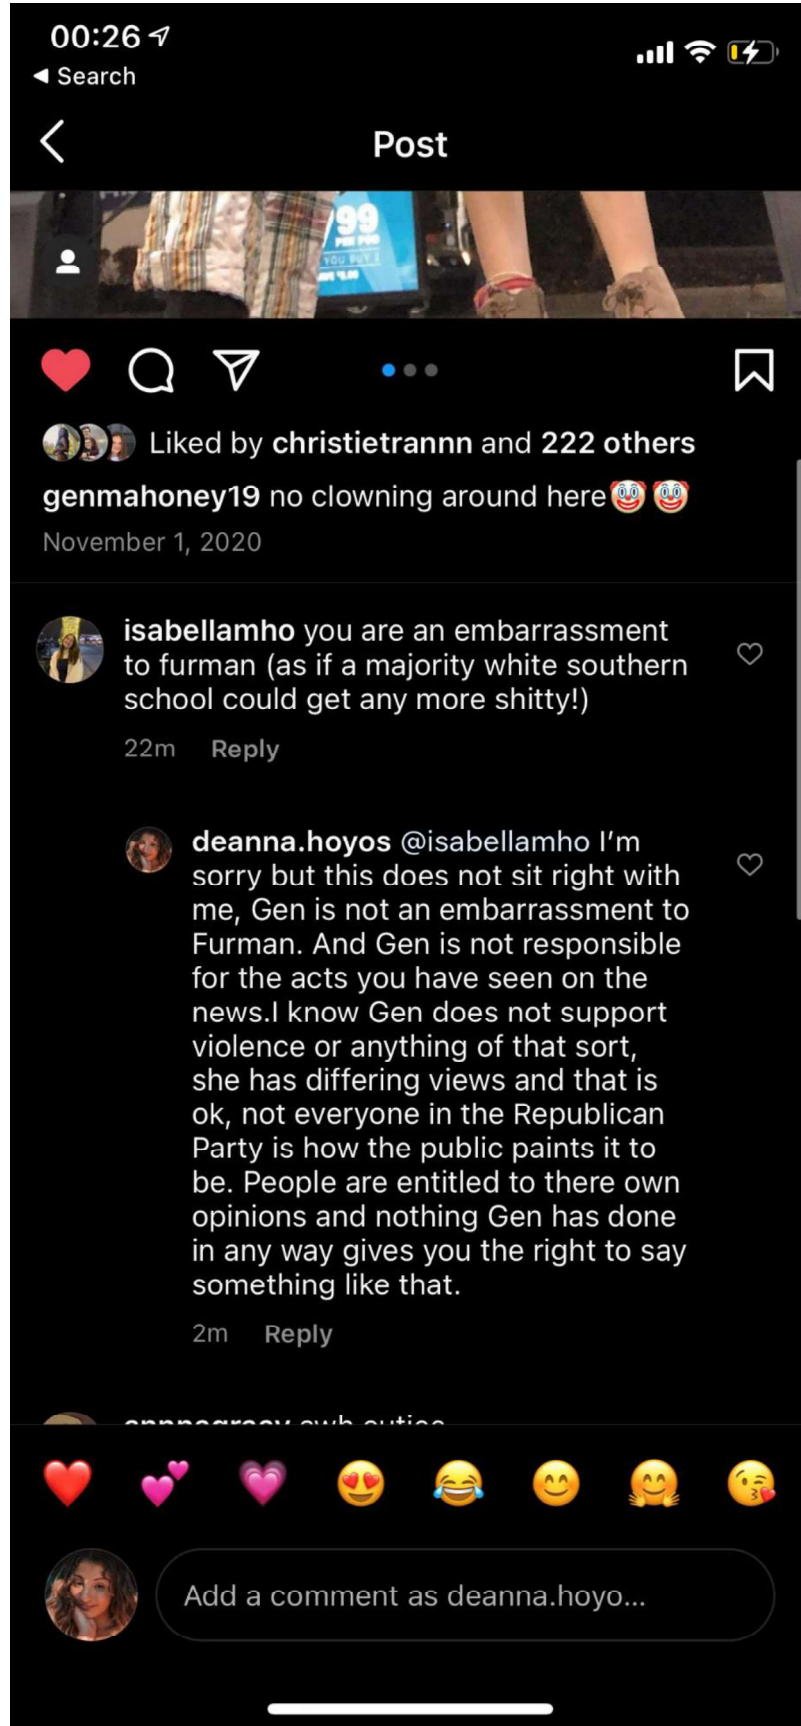 00:26
◀ Search
Post
99
YOU BUY 2
Liked by christietrannn and 222 others
genmahoney19 no clowning around here🤡🤡
November 1, 2020
isabellamho you are an embarrassment
to furman (as if a majority white southern
school could get any more shitty!)
22m Reply
deanna.hoyos @isabellamho I’m
sorry but this does not sit right with
me, Gen is not an embarrassment to
Furman. And Gen is not responsible
for the acts you have seen on the
news.I know Gen does not support
violence or anything of that sort,
she has differing views and that is
ok, not everyone in the Republican
Party is how the public paints it to
be. People are entitled to there own
opinions and nothing Gen has done
in any way gives you the right to say
something like that.
2m Reply
Add a comment as deanna.hoyo...